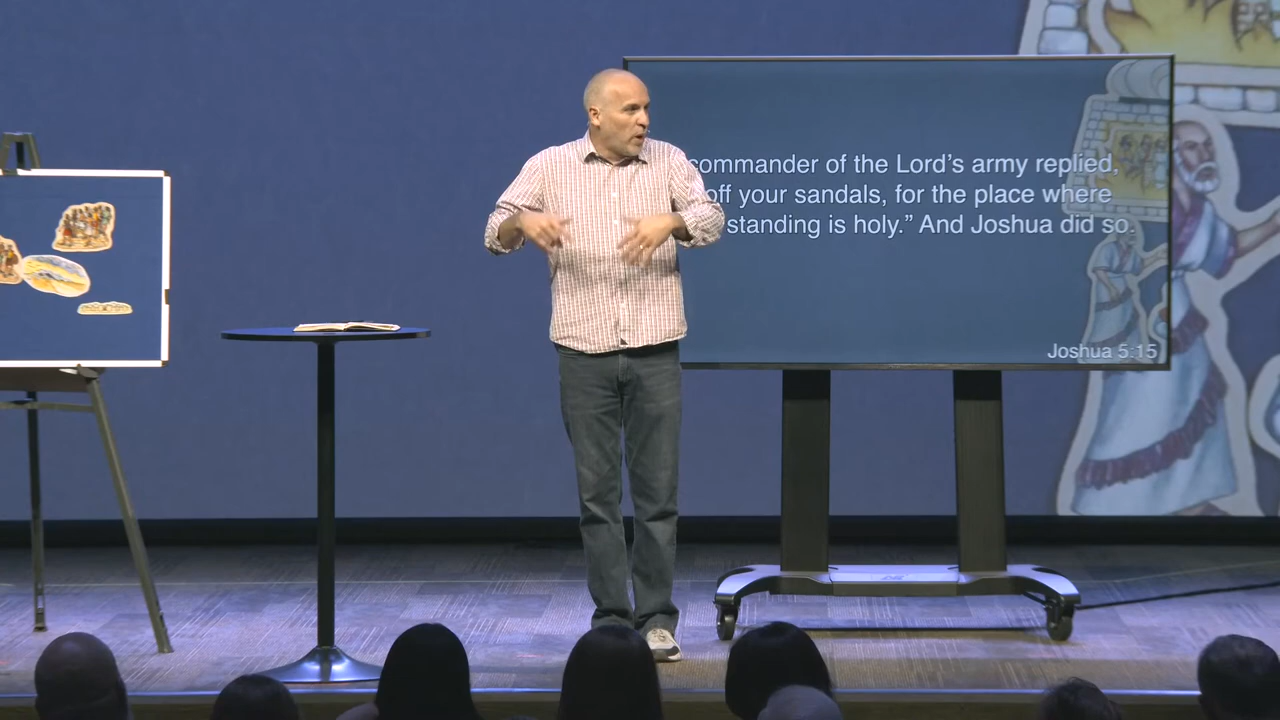 commander of the Lord’s army replied,
off your sandals, for the place where
standing is holy.” And Joshua did so.
Joshua 5:15